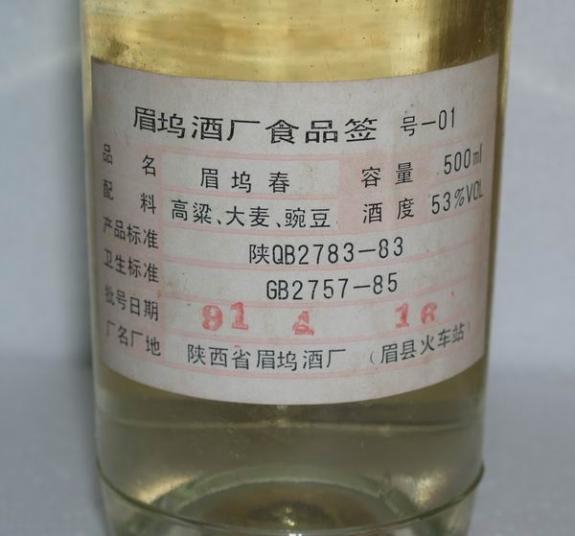 眉坞酒厂食品签 号-01
品名 眉坞春 容量 500ml
配料 高粱、大麦、豌豆 酒度 53%VOL
产品标准 陕QB2783-83
卫生标准 GB2757-85
批号日期 91 4 16
厂名厂地 陕西省眉坞酒厂（眉县火车站）